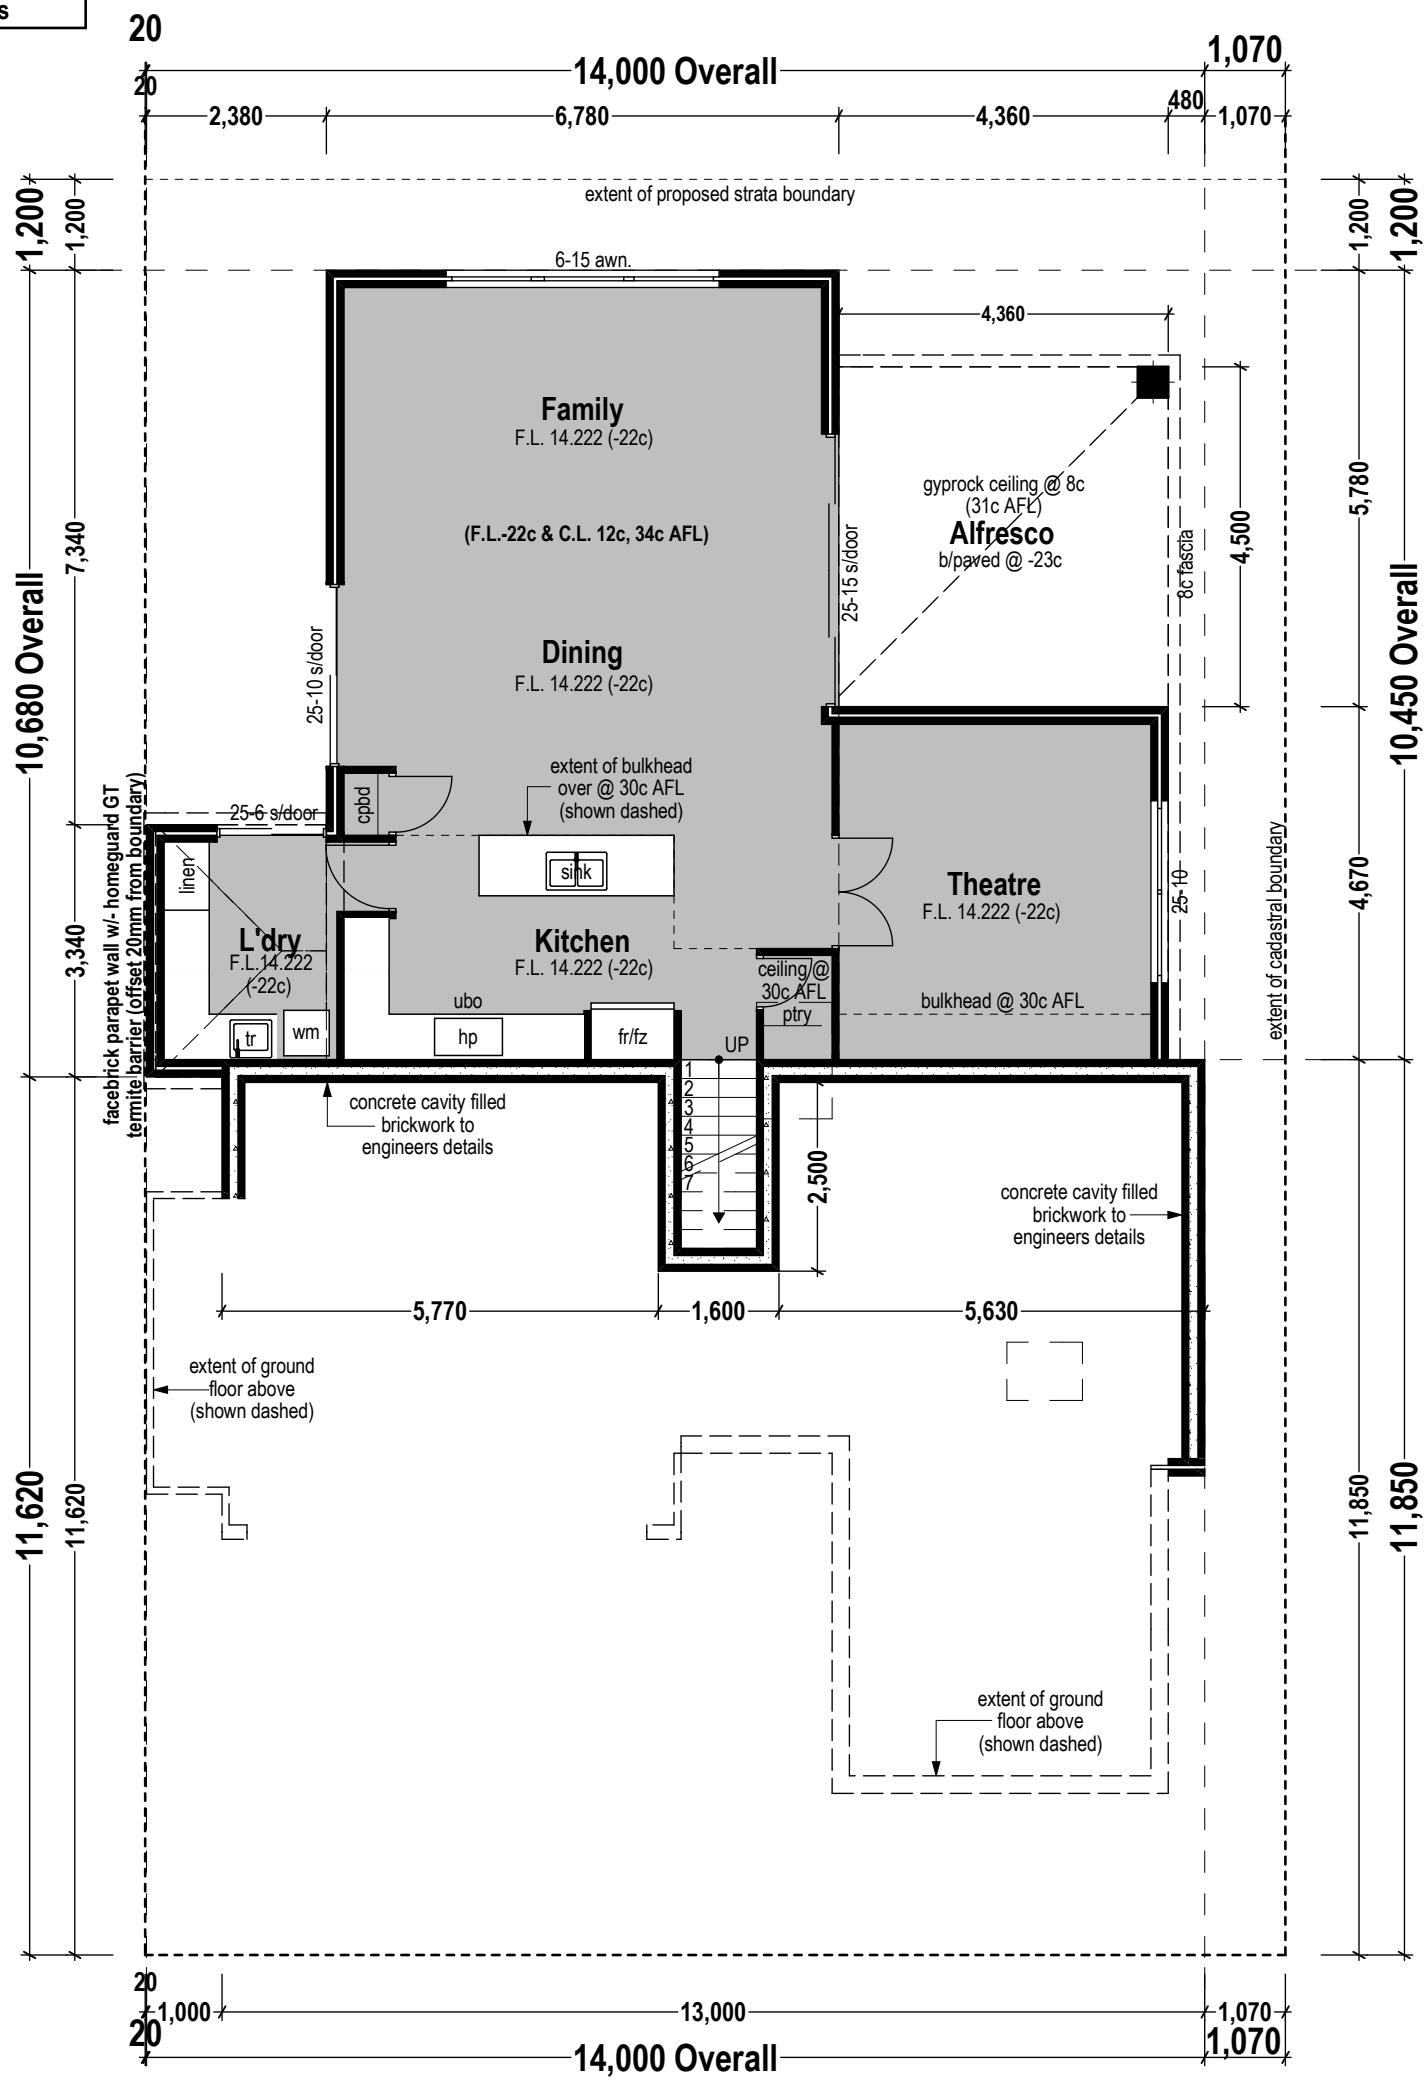 s
20
14,000 Overall
1,070
20
2,380
6,780
4,360
480
1,070
extent of proposed strata boundary
1,200
1,200
1,200
1,200
6-15 awn.
4,360
Family
F.L. 14.222 (-22c)
gyprock ceiling @ 8c
(31c AFL)
Alfresco
b/paved @ -23c
(F.L.-22c & C.L. 12c, 34c AFL)
25-15 s/door
8c fascia
4,500
5,780
10,450 Overall
7,340
10,680 Overall
25-10 s/door
Dining
F.L. 14.222 (-22c)
extent of bulkhead
over @ 30c AFL
(shown dashed)
cpbd
25-6 s/door
facebrick parapet wall w/- homeguard GT
termite barrier (offset 20mm from boundary)
linen
sink
Theatre
F.L. 14.222 (-22c)
25-10
4,670
extent of cadastral boundary
3,340
L'dry
F.L.14.222
(-22c)
Kitchen
F.L. 14.222 (-22c)
ceiling @
30c AFL
ptry
bulkhead @ 30c AFL
ubo
tr
wm
hp
fr/fz
UP
1
2
3
4
5
6
7
concrete cavity filled
brickwork to
engineers details
2,500
concrete cavity filled
brickwork to
engineers details
5,770
1,600
5,630
extent of ground
floor above
(shown dashed)
11,620
11,620
11,850
11,850
extent of ground
floor above
(shown dashed)
20
1,000
13,000
1,070
20
14,000 Overall
1,070